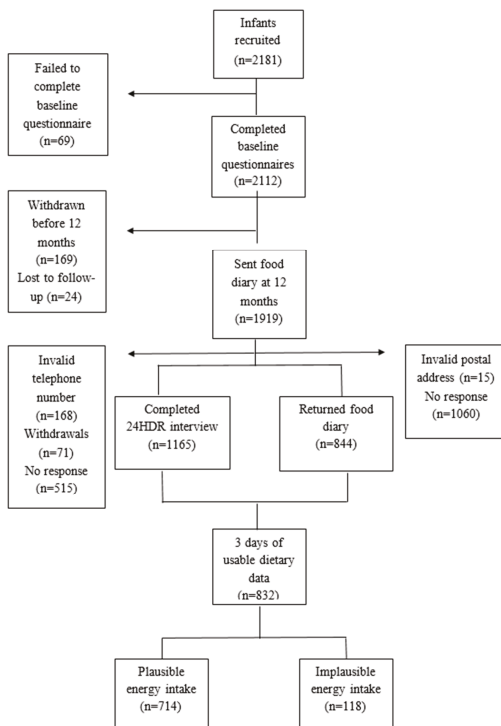 Infants
recruited
(n=2181)
Failed to
complete
baseline
questionnaire
(n=69)
Completed
baseline
questionnaires
(n=2112)
Withdrawn
before 12
months
(n=169)
Lost to follow-
up (n=24)
Sent food
diary at 12
months
(n=1919)
Invalid
telephone
number
(n=168)
Withdrawals
(n=71)
No response
(n=515)
Completed
24HDR interview
(n=1165)
Returned food
diary
(n=844)
Invalid postal
address (n=15)
No response
(n=1060)
3 days of
usable dietary
data
(n=832)
Plausible
energy intake
(n=714)
Implausible
energy intake
(n=118)